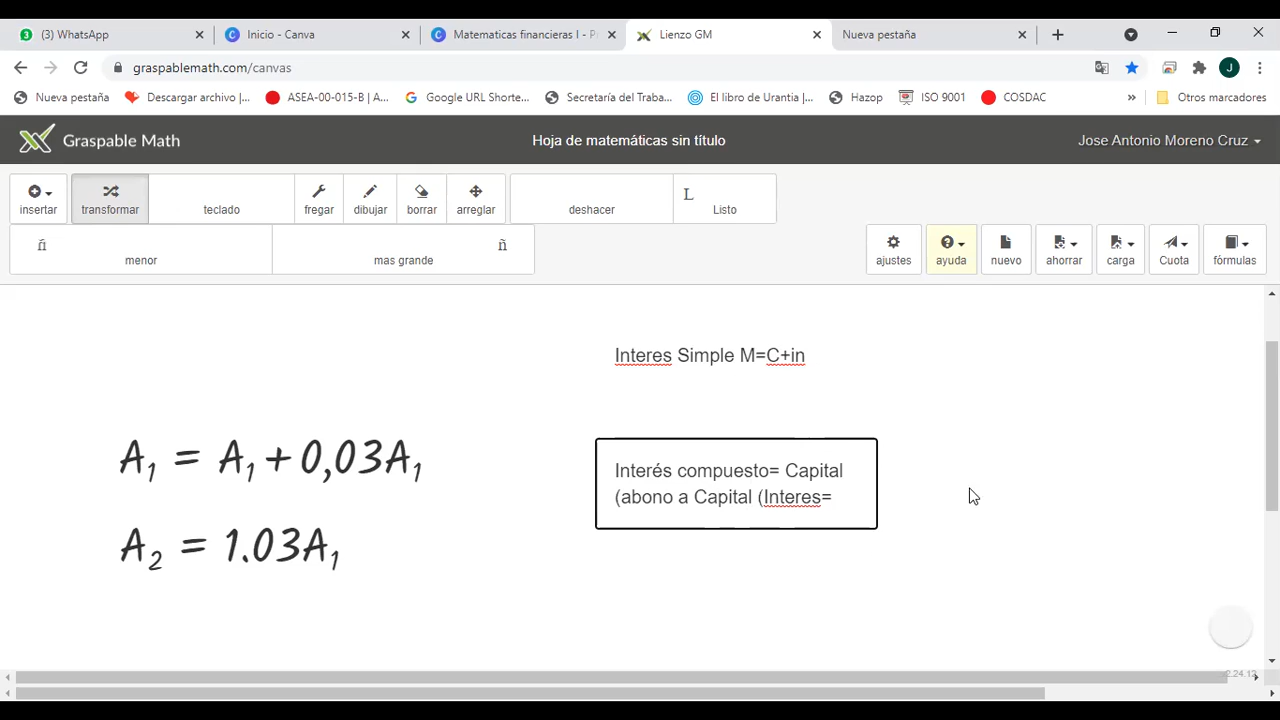 (3) WhatsApp
Inicio - Canva
Matematicas financieras I - P
Lienzo GM
Nueva pestaña
graspablemath.com/canvas
J
Nueva pestaña
Descargar archivo |...
ASEA-00-015-B | A...
Google URL Shorte...
Secretaría del Traba...
El libro de Urantia |...
Hazop
ISO 9001
COSDAC
»
Otros marcadores
Graspable Math
Hoja de matemáticas sin título
Jose Antonio Moreno Cruz
insertar
transformar
teclado
fregar
dibujar
borrar
arreglar
deshacer
L
Listo
ń
menor
ñ
mas grande
ajustes
ayuda
nuevo
ahorrar
carga
Cuota
fórmulas
Interes Simple M=C+in
A₁ = A₁ + 0,03A₁
Interés compuesto= Capital
(abono a Capital (Interes=
A₂ = 1.03A₁